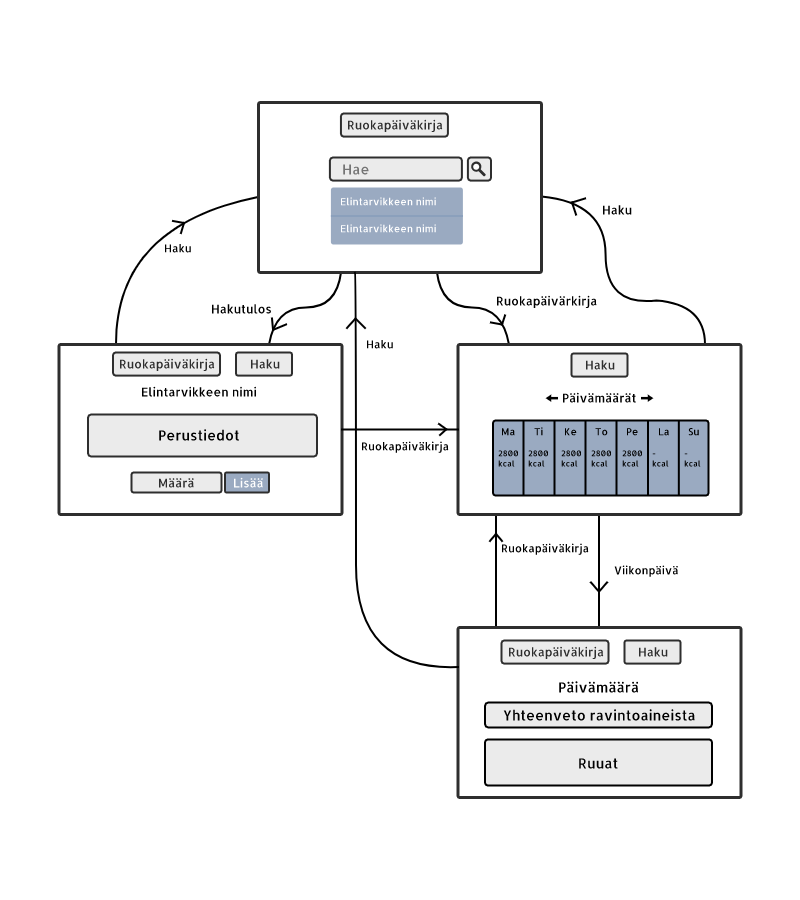 Ruokapäiväkirja
Hae
Elintarvikkeen nimi
Elintarvikkeen nimi
Haku
Haku
Hakutulos
Ruokapäivärkirja
Haku
Ruokapäiväkirja
Haku
Elintarvikkeen nimi
Perustiedot
Määrä
Lisää
Ruokapäiväkirja
Haku
Päivämäärät
Ma Ti Ke To Pe La Su
2800 2800 2800 2800 2800 - -
kcal kcal kcal kcal kcal kcal kcal
Ruokapäiväkirja
Viikonpäivä
Ruokapäiväkirja
Haku
Päivämäärä
Yhteenveto ravintoaineista
Ruuat